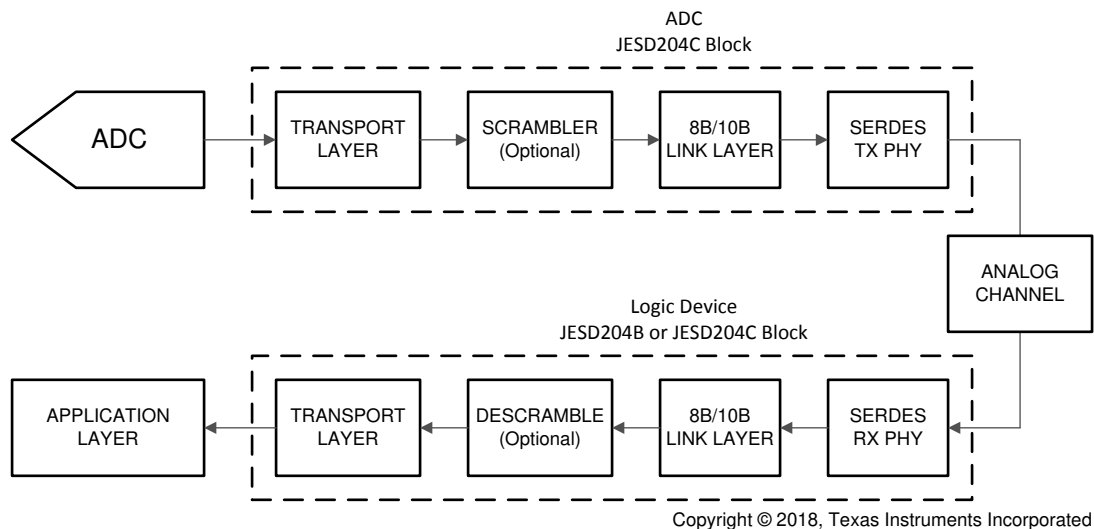 ADC
JESD204C Block
ADC
TRANSPORT
LAYER
SCRAMBLER
(Optional)
8B/10B
LINK LAYER
SERDES
TX PHY
ANALOG
CHANNEL
Logic Device
JESD204B or JESD204C Block
APPLICATION
LAYER
TRANSPORT
LAYER
DESCRAMBLE
(Optional)
8B/10B
LINK LAYER
SERDES
RX PHY
Copyright © 2018, Texas Instruments Incorporated